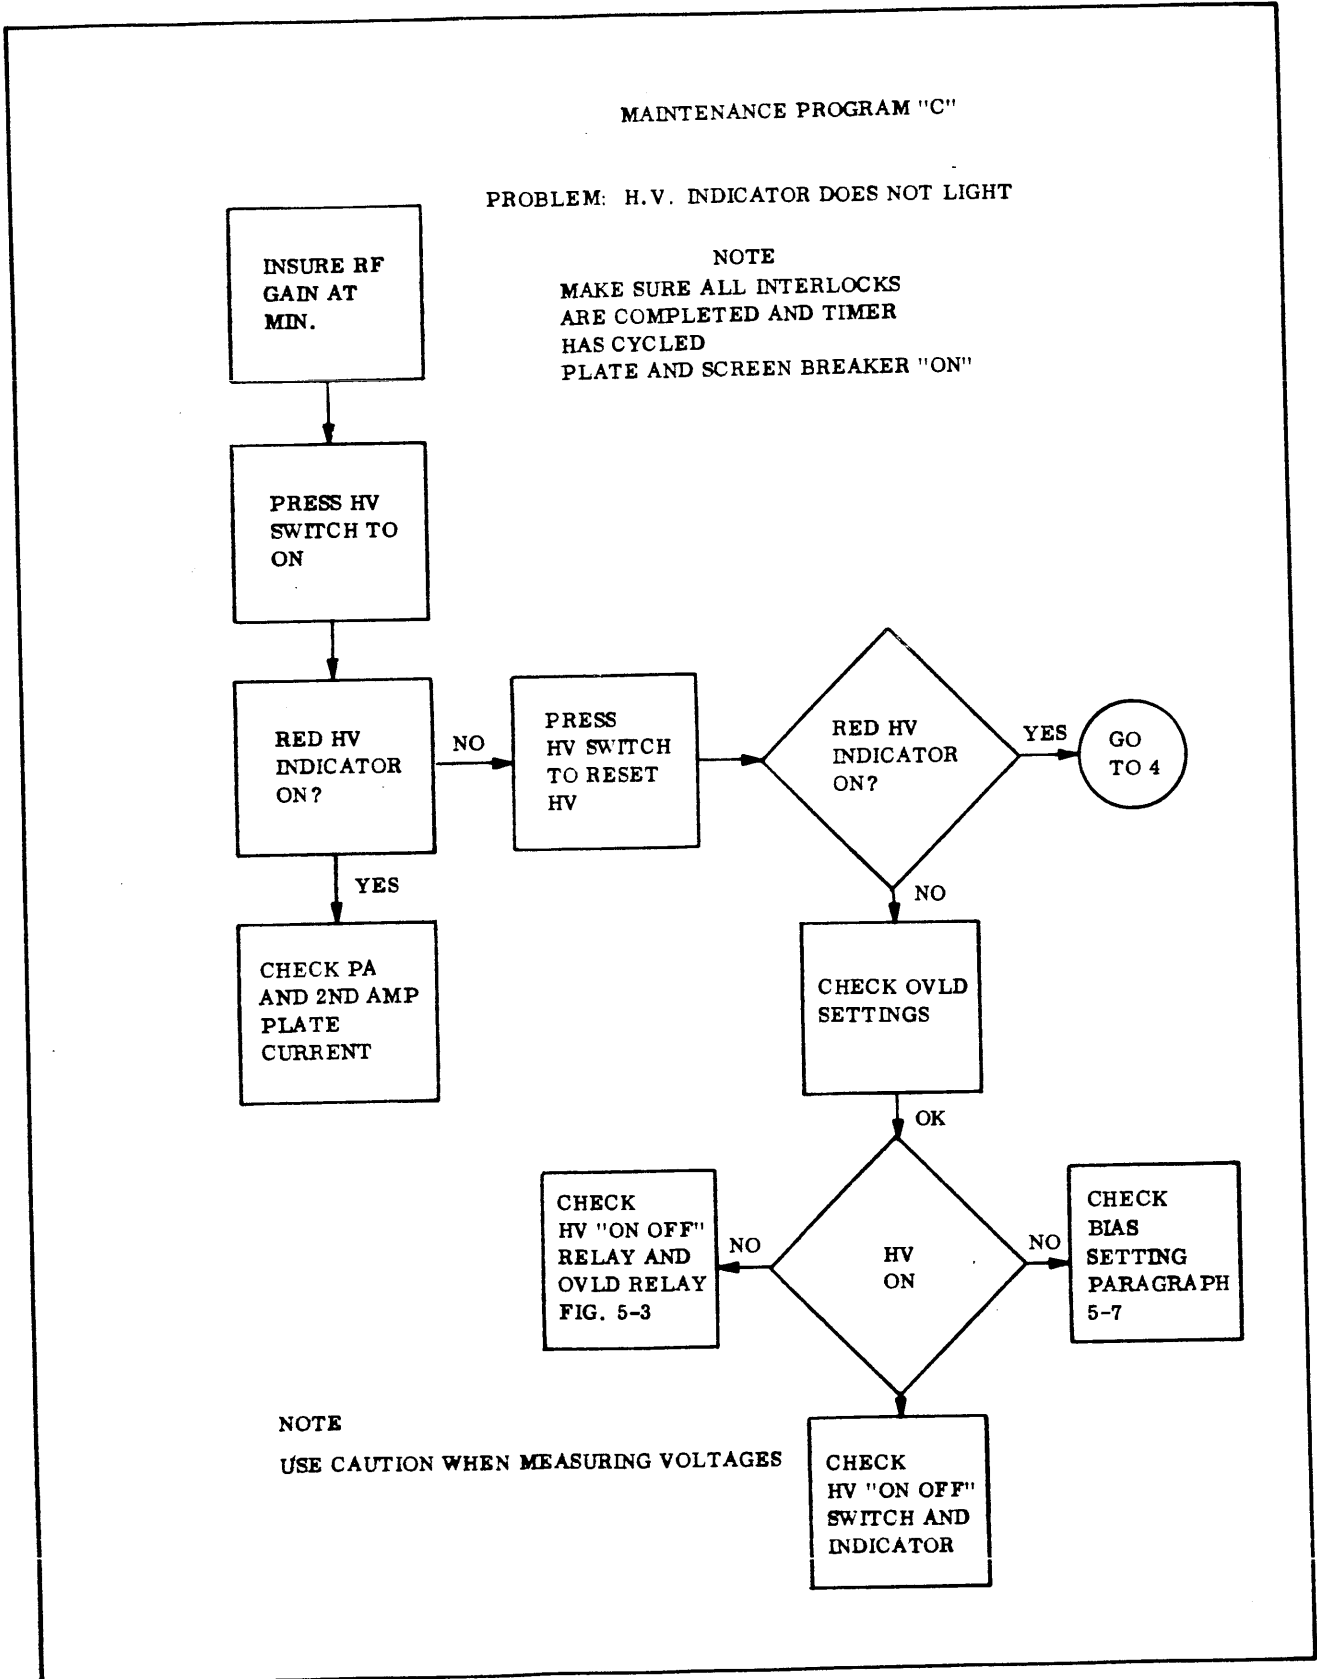 MAINTENANCE PROGRAM "C"
PROBLEM: H.V. INDICATOR DOES NOT LIGHT
NOTE
MAKE SURE ALL INTERLOCKS
ARE COMPLETED AND TIMER
HAS CYCLED
PLATE AND SCREEN BREAKER "ON"
INSURE RF
GAIN AT
MIN.
PRESS HV
SWITCH TO
ON
RED HV
INDICATOR
ON?
NO
PRESS
HV SWITCH
TO RESET
HV
RED HV
INDICATOR
ON?
YES
GO
TO 4
YES
CHECK PA
AND 2ND AMP
PLATE
CURRENT
NO
CHECK OVLD
SETTINGS
OK
CHECK
HV "ON OFF"
RELAY AND
OVLD RELAY
FIG. 5-3
NO
HV
ON
NO
CHECK
BIAS
SETTING
PARAGRAPH
5-7
NOTE
USE CAUTION WHEN MEASURING VOLTAGES
CHECK
HV "ON OFF"
SWITCH AND
INDICATOR